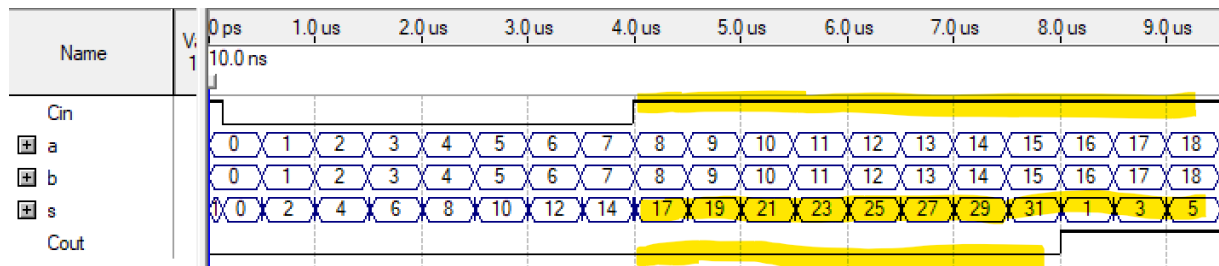 Name
V‹
1
0 ps 1.0 us 2.0 us 3.0 us 4.0 us 5.0 us 6.0 us 7.0 us 8.0 us 9.0 us
10.0 ns
Cin
a 0 1 2 3 4 5 6 7 8 9 10 11 12 13 14 15 16 17 18
b 0 1 2 3 4 5 6 7 8 9 10 11 12 13 14 15 16 17 18
s 1 0 2 4 6 8 10 12 14 17 19 21 23 25 27 29 31 1 3 5
Cout